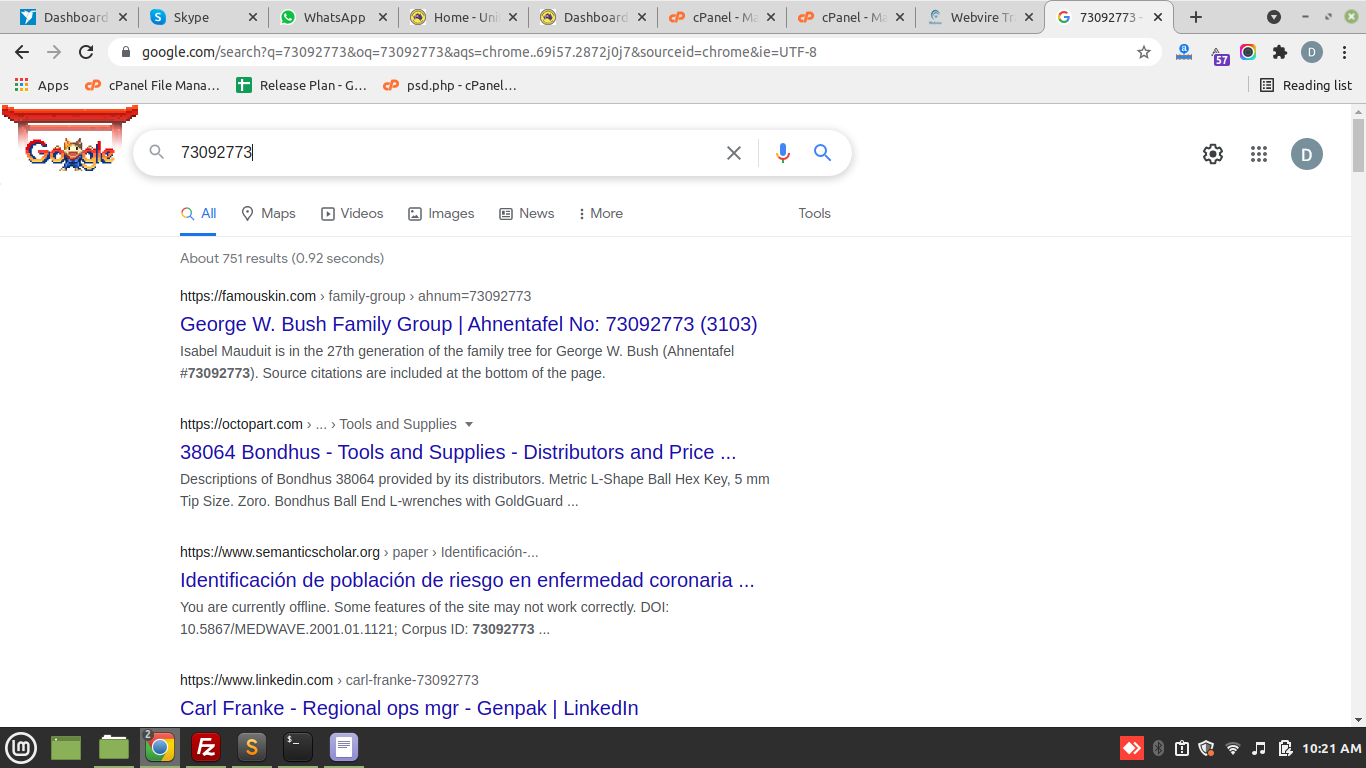 Dashboard
Skype
WhatsApp
Home - Uni
Dashboard
cPanel - Ma
cPanel - Ma
Webvire Tr
73092773 -
google.com/search?q=73092773&oq=73092773&aqs=chrome..69i57.2872j0j7&sourceid=chrome&ie=UTF-8
a
57
D
Apps
cPanel File Mana...
Release Plan - G...
psd.php - cPanel...
Reading list
Google
73092773
D
All
Maps
Videos
Images
News
More
Tools
About 751 results (0.92 seconds)
https://famouskin.com › family-group › ahnum=73092773
George W. Bush Family Group | Ahnentafel No: 73092773 (3103)
Isabel Mauduit is in the 27th generation of the family tree for George W. Bush (Ahnentafel
#73092773). Source citations are included at the bottom of the page.
https://octopart.com › ... › Tools and Supplies
38064 Bondhus - Tools and Supplies - Distributors and Price ...
Descriptions of Bondhus 38064 provided by its distributors. Metric L-Shape Ball Hex Key, 5 mm
Tip Size. Zoro. Bondhus Ball End L-wrenches with GoldGuard ...
https://www.semanticscholar.org › paper › Identificación-...
Identificación de población de riesgo en enfermedad coronaria ...
You are currently offline. Some features of the site may not work correctly. DOI:
10.5867/MEDWAVE.2001.01.1121; Corpus ID: 73092773 ...
https://www.linkedin.com › carl-franke-73092773
Carl Franke - Regional ops mgr - Genpak | LinkedIn
2
Fz
S
$_
10:21 AM